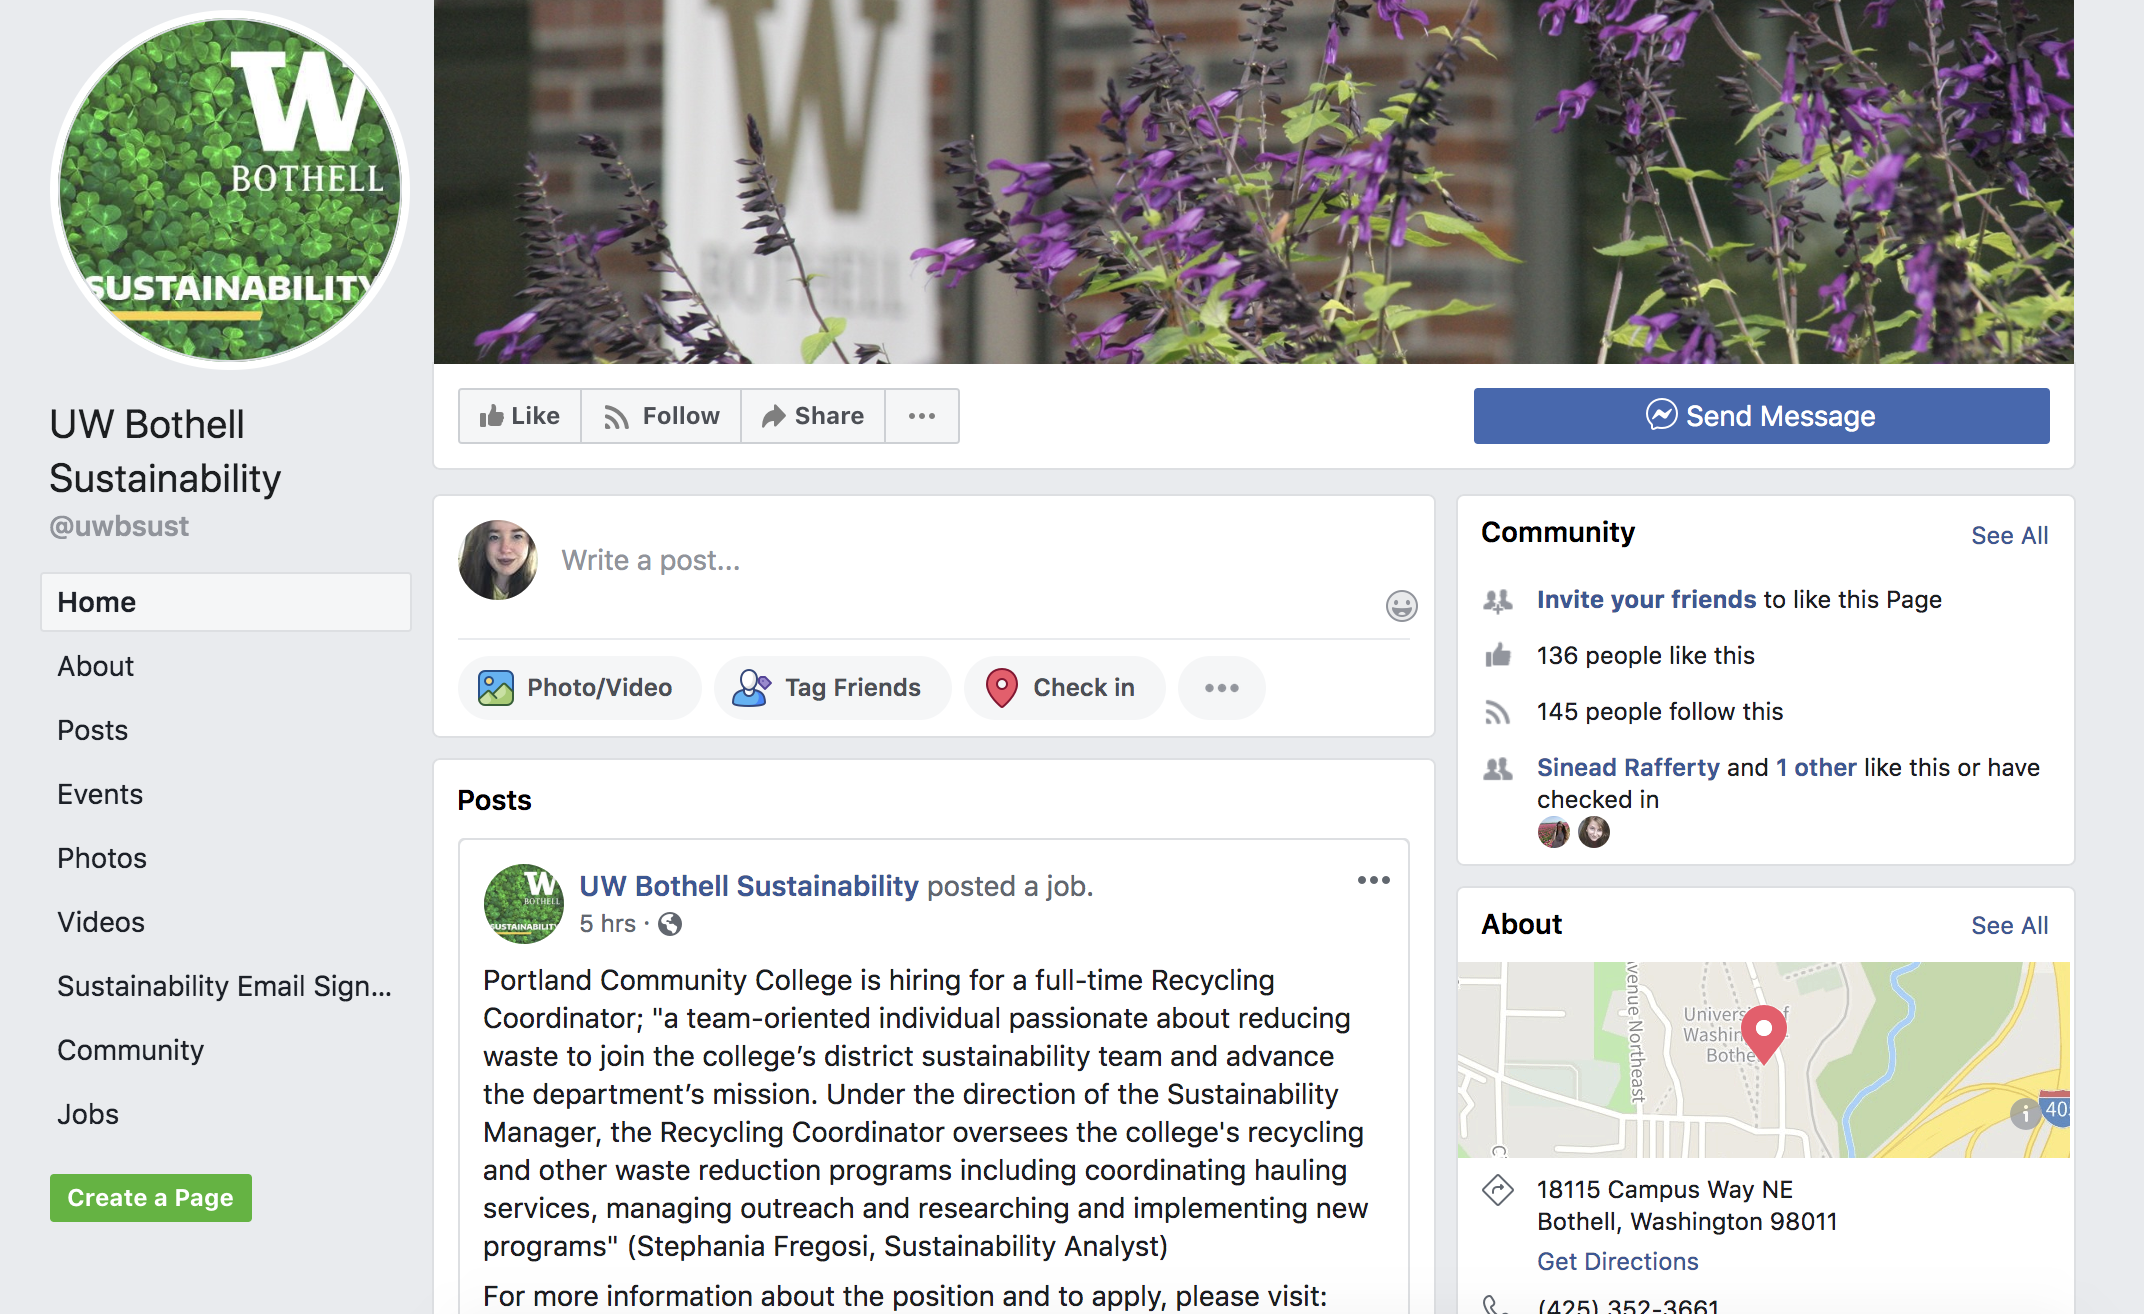 W
BOTHELL
SUSTAINABILITY
W
BOTHELL
UW Bothell
Sustainability
@uwbsust
Home
About
Posts
Events
Photos
Videos
Sustainability Email Sign...
Community
Jobs
Create a Page
Like
Follow
Share
Send Message
Write a post...
Photo/Video
Tag Friends
Check in
Posts
W
BOTHELL
SUSTAINABILITY
UW Bothell Sustainability posted a job.
5 hrs ·
Portland Community College is hiring for a full-time Recycling
Coordinator; "a team-oriented individual passionate about reducing
waste to join the college’s district sustainability team and advance
the department’s mission. Under the direction of the Sustainability
Manager, the Recycling Coordinator oversees the college's recycling
and other waste reduction programs including coordinating hauling
services, managing outreach and researching and implementing new
programs" (Stephania Fregosi, Sustainability Analyst)
For more information about the position and to apply, please visit:
Community
See All
Invite your friends to like this Page
136 people like this
145 people follow this
Sinead Rafferty and 1 other like this or have
checked in
About
See All
venue Northeast
Univers f
Washin
Bothe
C
i
40
18115 Campus Way NE
Bothell, Washington 98011
Get Directions
(425) 352-3661